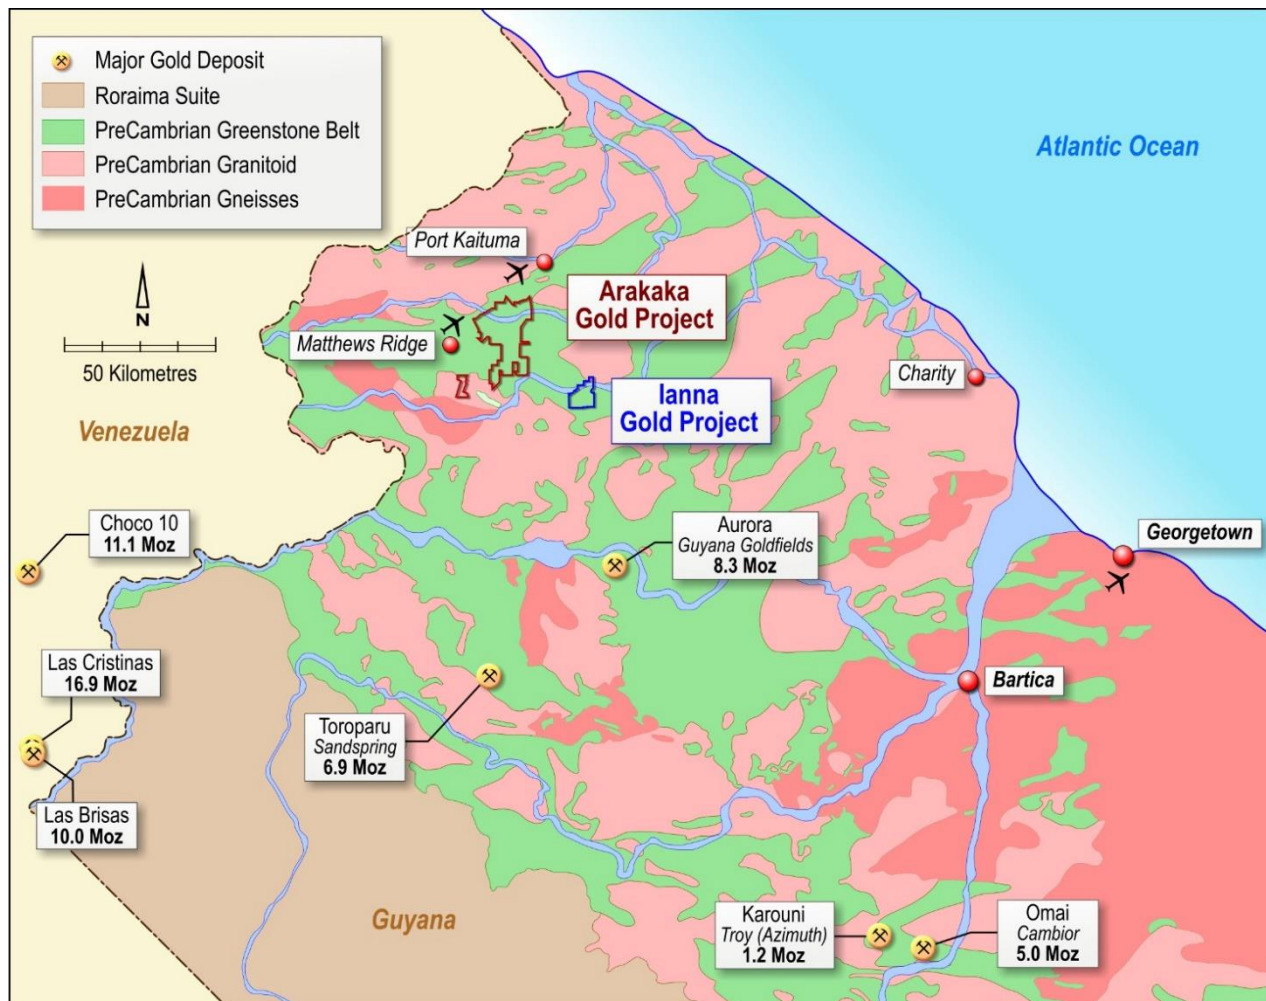 Major Gold Deposit
Roraima Suite
PreCambrian Greenstone Belt
PreCambrian Granitoid
PreCambrian Gneisses
Atlantic Ocean
N
50 Kilometres
Venezuela
Port Kaituma
Arakaka
Gold Project
Matthews Ridge
Ianna
Gold Project
Charity
Choco 10
11.1 Moz
Aurora
Guyana Goldfields
8.3 Moz
Georgetown
Las Cristinas
16.9 Moz
Toroparu
Sandspring
6.9 Moz
Bartica
Las Brisas
10.0 Moz
Guyana
Karouni
Troy (Azimuth)
1.2 Moz
Omai
Cambior
5.0 Moz